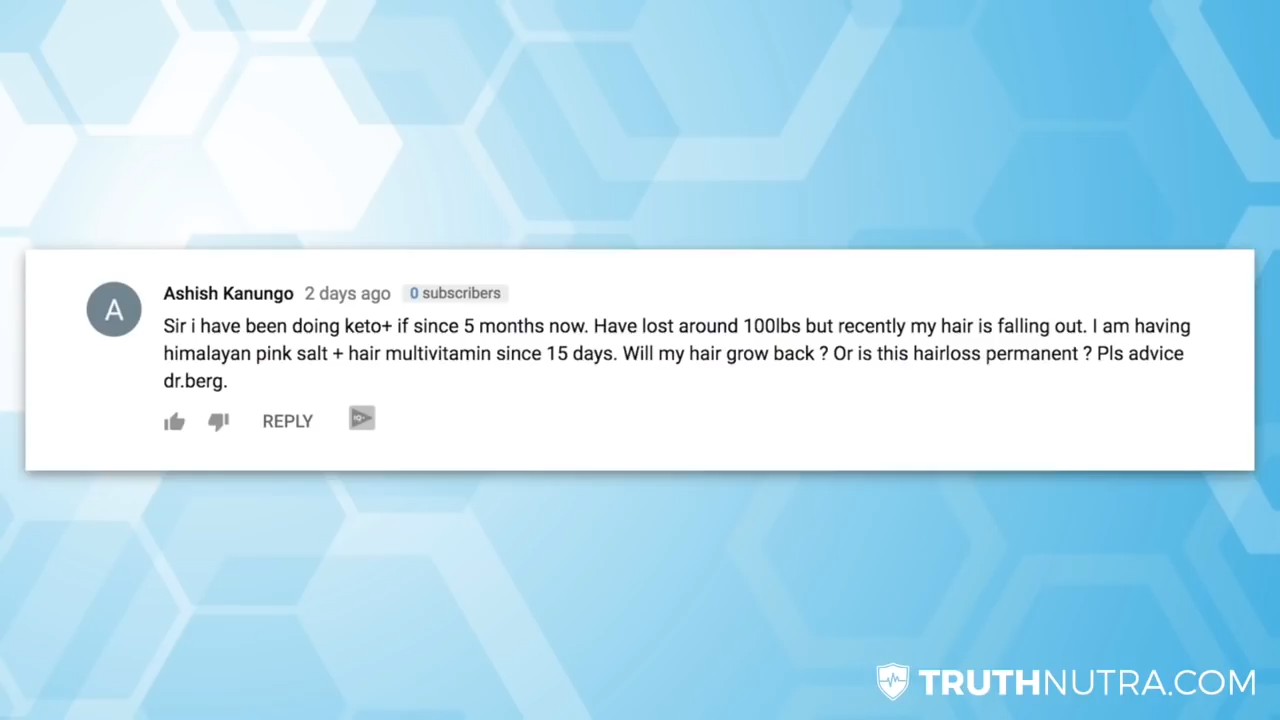 A
Ashish Kanungo 2 days ago 0 subscribers
Sir i have been doing keto+ if since 5 months now. Have lost around 100lbs but recently my hair is falling out. I am having
himalayan pink salt + hair multivitamin since 15 days. Will my hair grow back ? Or is this hairloss permanent ? Pls advice
dr.berg.
REPLY
TRUTHNUTRA.COM